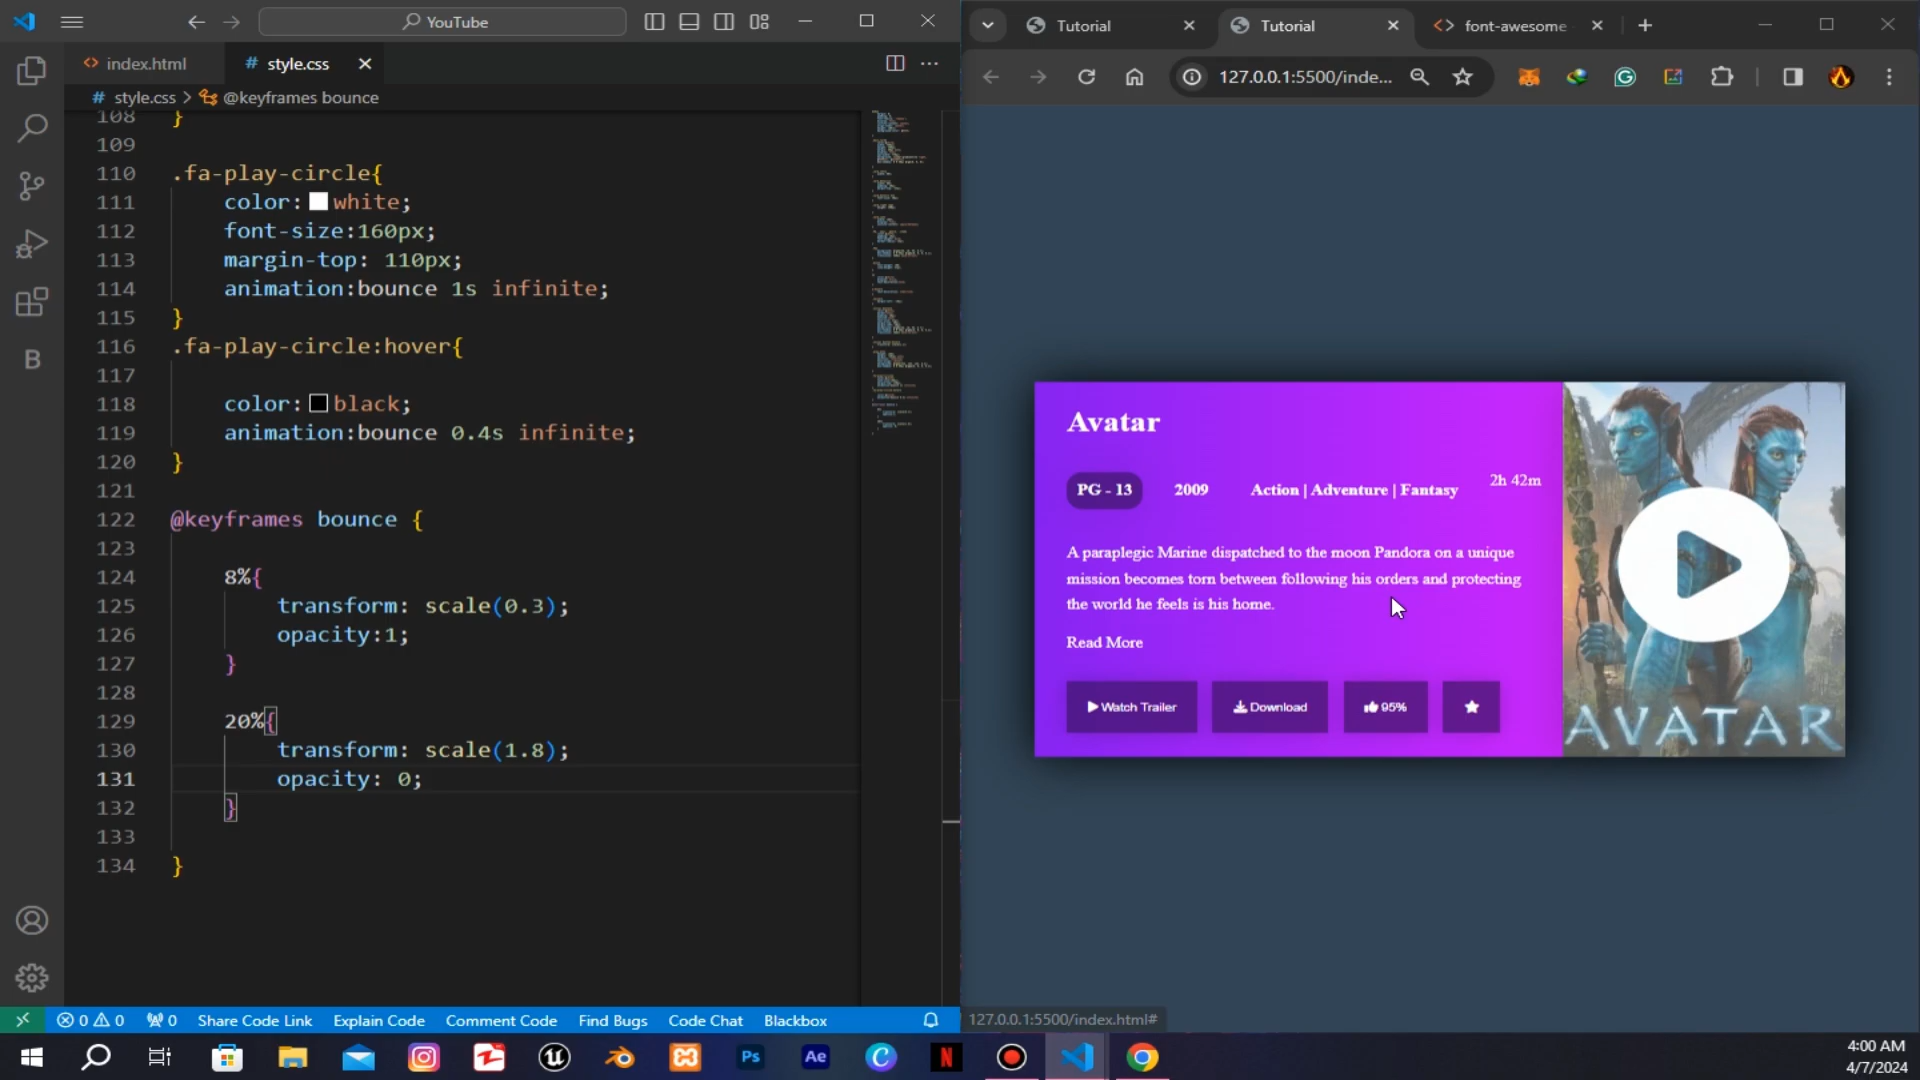 YouTube
index.html
# style.css
# style.css > @keyframes bounce
108 }
109
110 .fa-play-circle{
111 color: white;
112 font-size:160px;
113 margin-top: 110px;
114 animation:bounce 1s infinite;
115 }
116 .fa-play-circle:hover{
117
118 color: black;
119 animation:bounce 0.4s infinite;
120 }
121
122 @keyframes bounce {
123
124 8%{
125 transform: scale(0.3);
126 opacity:1;
127 }
128
129 20%{
130 transform: scale(1.8);
131 opacity: 0;
132 }
133
134 }
B
0 0 0 Share Code Link Explain Code Comment Code Find Bugs Code Chat Blackbox
Tutorial
Tutorial
font-awesome
127.0.0.1:5500/inde...
Avatar
PG - 13 2009 Action | Adventure | Fantasy 2h 42m
A paraplegic Marine dispatched to the moon Pandora on a unique
mission becomes torn between following his orders and protecting
the world he feels is his home.
Read More
Watch Trailer Download 95%
AVATAR
127.0.0.1:5500/index.html#
Ps Ae C N
4:00 AM
4/7/2024